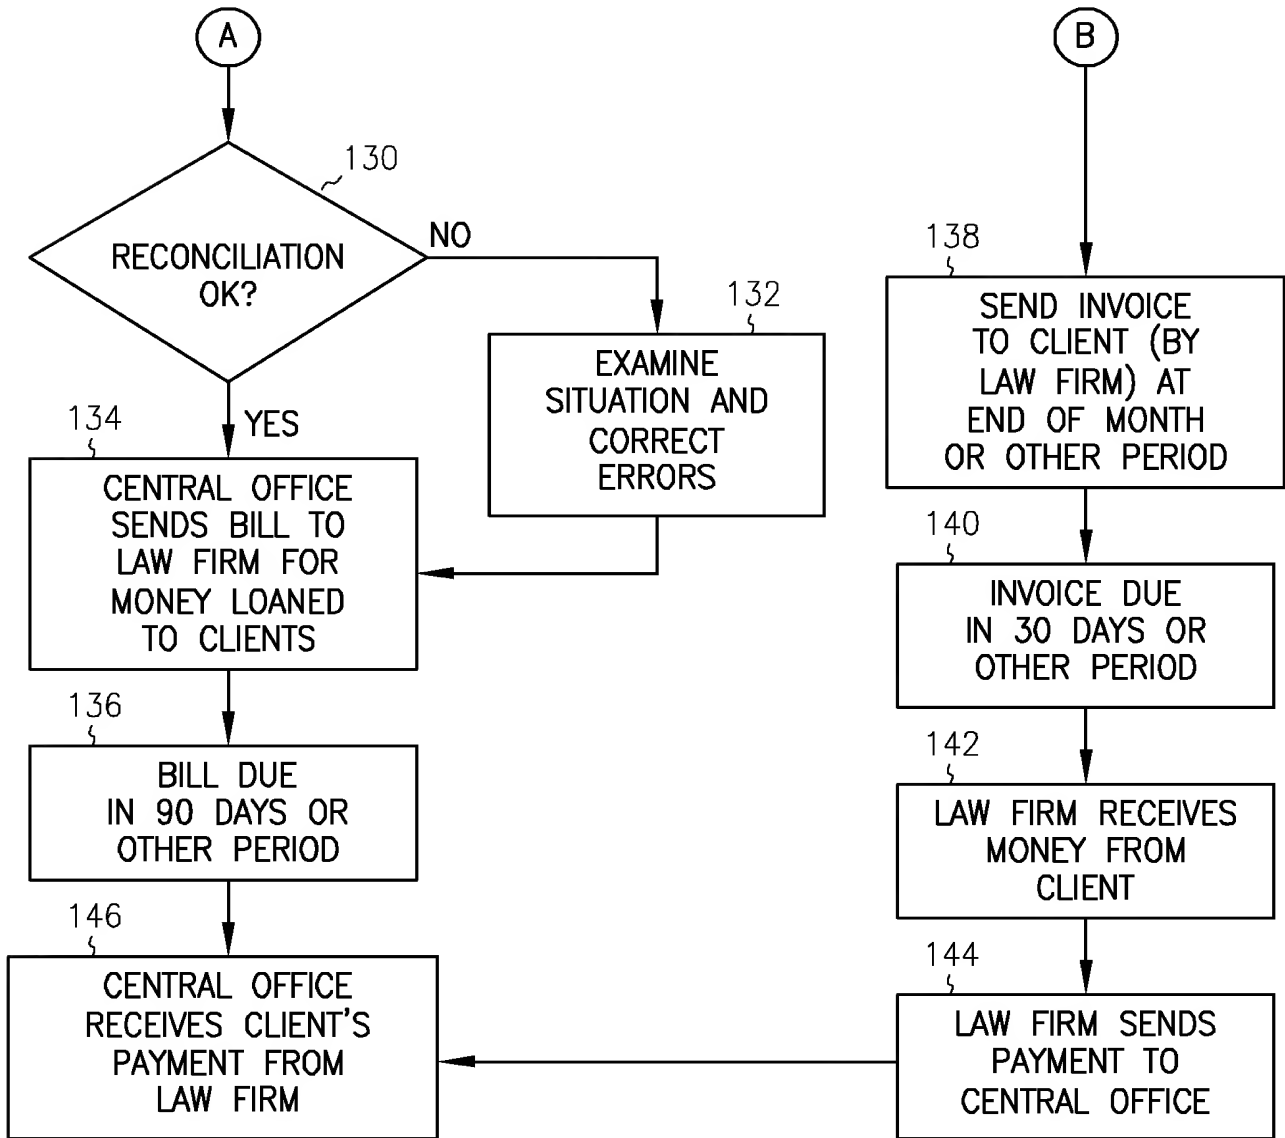 A
130
RECONCILIATION
OK?
NO
YES
132
EXAMINE
SITUATION AND
CORRECT
ERRORS
134
CENTRAL OFFICE
SENDS BILL TO
LAW FIRM FOR
MONEY LOANED
TO CLIENTS
136
BILL DUE
IN 90 DAYS OR
OTHER PERIOD
146
CENTRAL OFFICE
RECEIVES CLIENT'S
PAYMENT FROM
LAW FIRM
B
138
SEND INVOICE
TO CLIENT (BY
LAW FIRM) AT
END OF MONTH
OR OTHER PERIOD
140
INVOICE DUE
IN 30 DAYS OR
OTHER PERIOD
142
LAW FIRM RECEIVES
MONEY FROM
CLIENT
144
LAW FIRM SENDS
PAYMENT TO
CENTRAL OFFICE